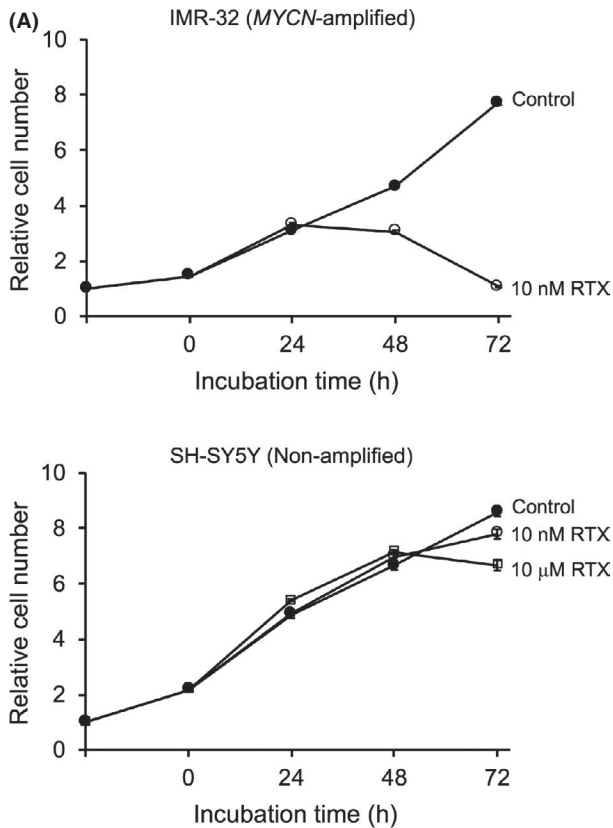 (A)
IMR-32 (MYCN-amplified)
Relative cell number
10
8
6
4
2
0
Control
10 nM RTX
0
24
48
72
Incubation time (h)
SH-SY5Y (Non-amplified)
Relative cell number
10
8
6
4
2
0
Control
10 nM RTX
10 μM RTX
0
24
48
72
Incubation time (h)